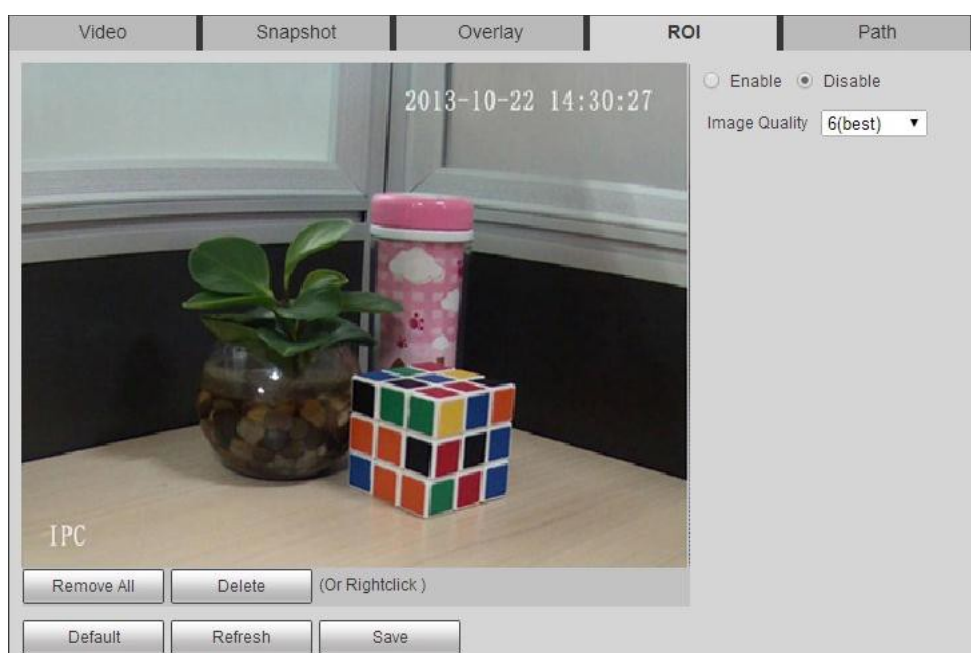 Video Snapshot Overlay ROI Path
2013-10-22 14:30:27
Enable Disable
Image Quality 6(best)
IPC
Remove All Delete (Or Rightclick )
Default Refresh Save